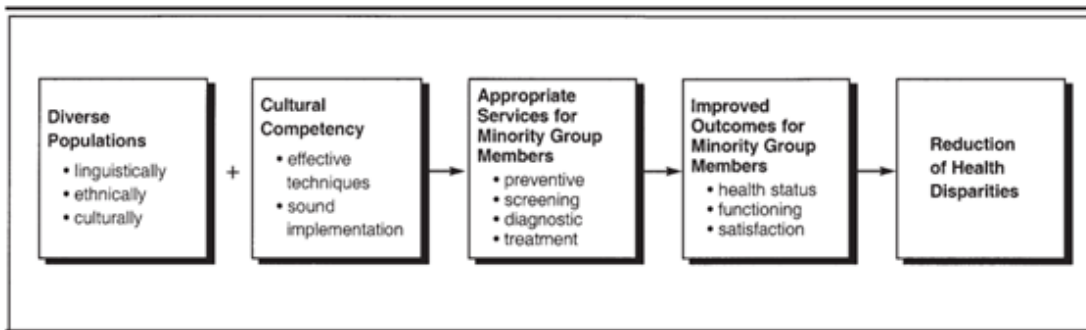 Diverse
Populations
• linguistically
• ethnically
• culturally
+
Cultural
Competency
• effective
techniques
• sound
implementation
Appropriate
Services for
Minority Group
Members
• preventive
• screening
• diagnostic
• treatment
Improved
Outcomes for
Minority Group
Members
• health status
• functioning
• satisfaction
Reduction
of Health
Disparities